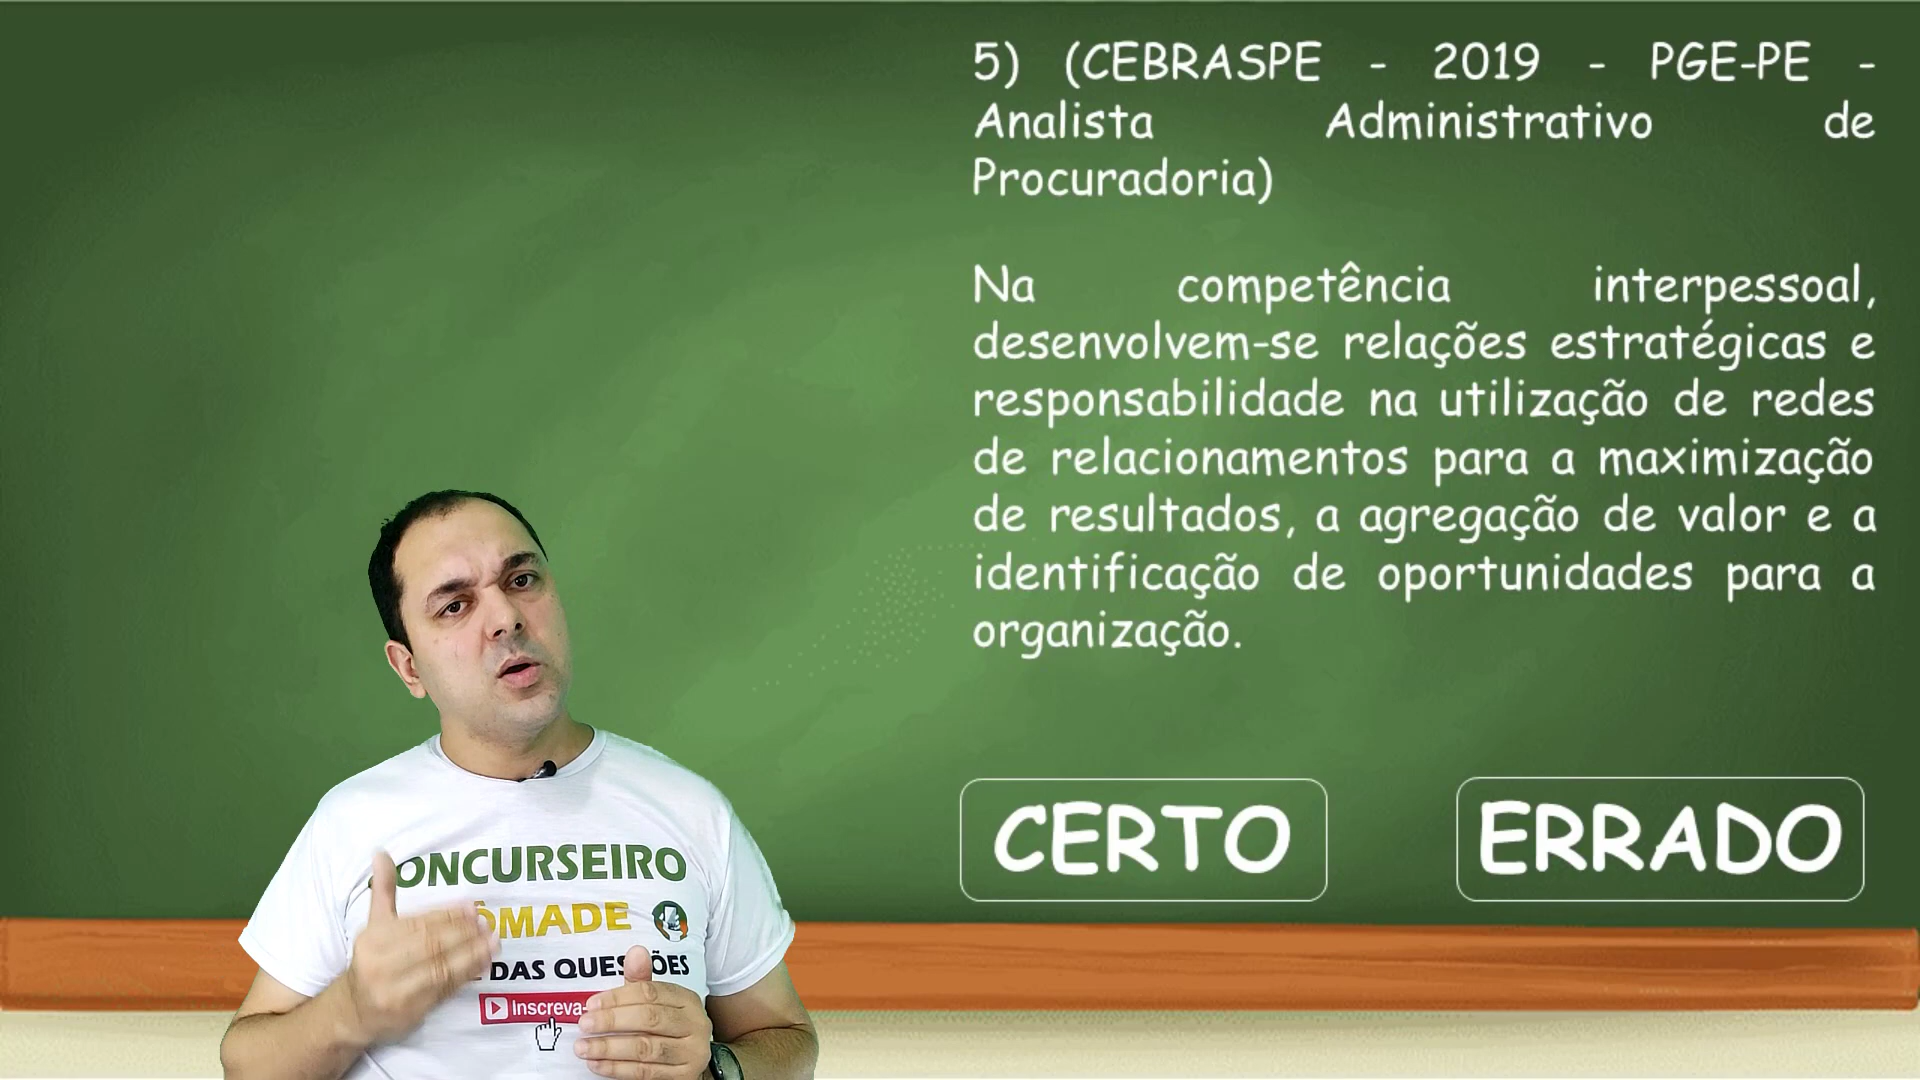 5) (CEBRASPE - 2019 - PGE-PE -
Analista Administrativo de
Procuradoria)
Na competência interpessoal,
desenvolvem-se relações estratégicas e
responsabilidade na utilização de redes
de relacionamentos para a maximização
de resultados, a agregação de valor e a
identificação de oportunidades para a
organização.
CERTO ERRADO
ONCURSEIRO
ÔMADE
DAS QUESÕES
Inscreva-